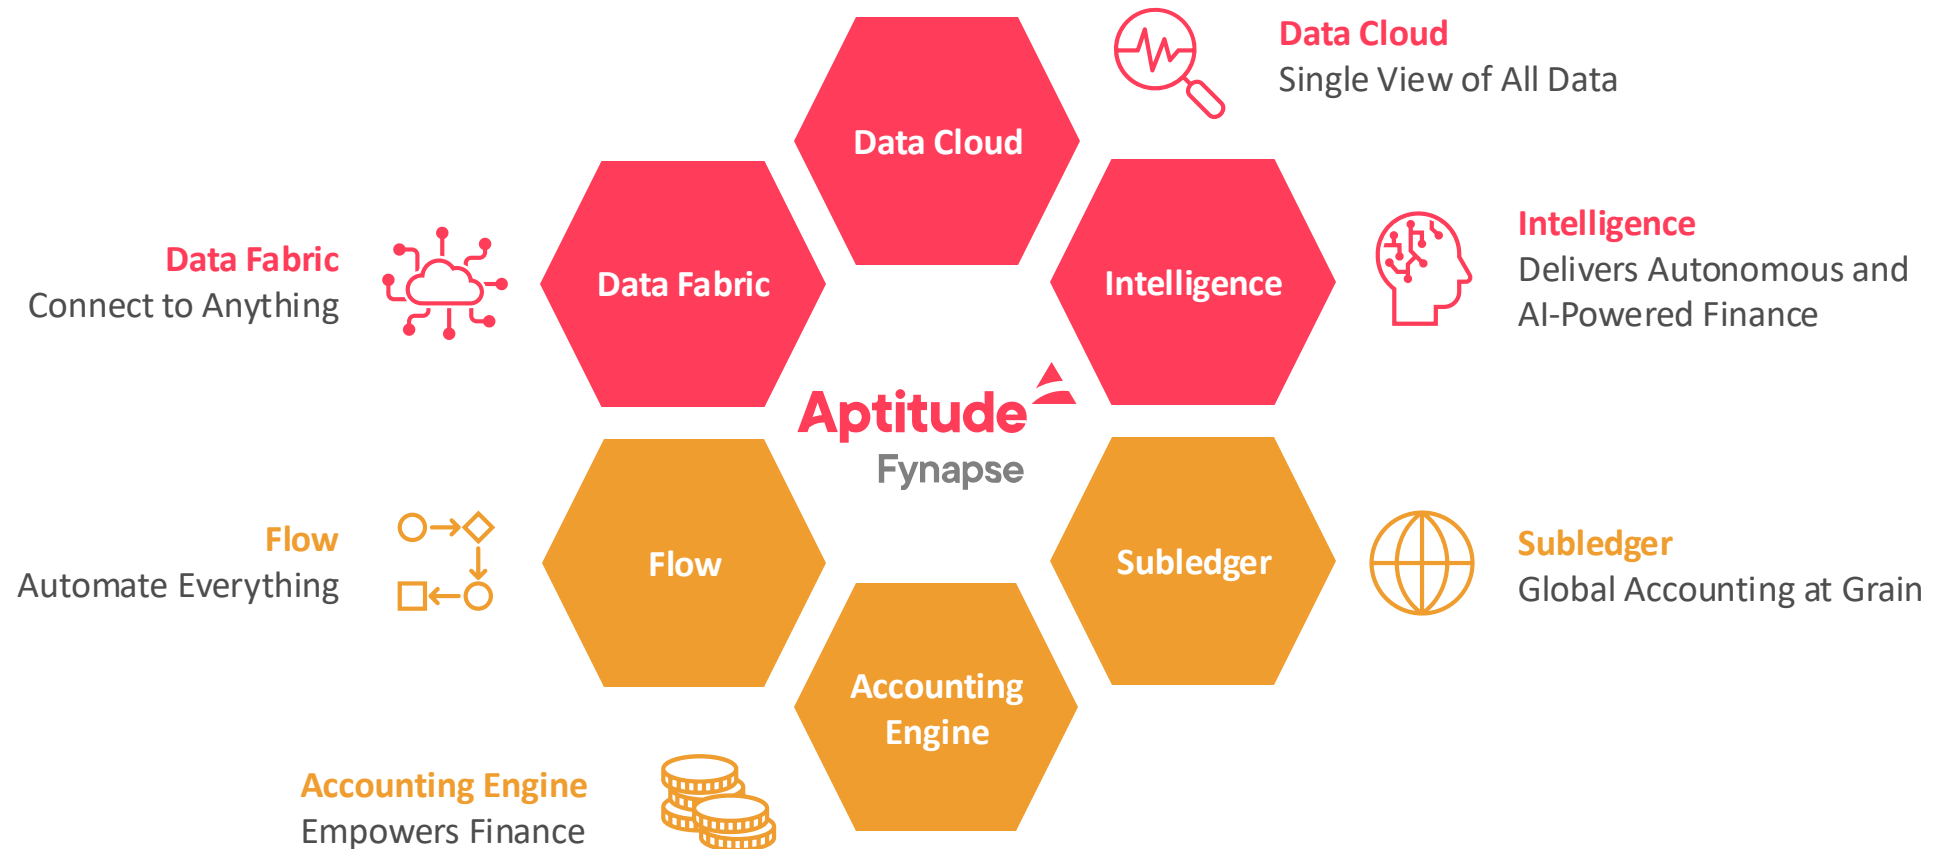 Data Cloud
Single View of All Data
Data Cloud
Data Fabric
Connect to Anything
Data Fabric
Intelligence
Intelligence
Delivers Autonomous and
AI-Powered Finance
Aptitude
Fynapse
Flow
Automate Everything
Flow
Subledger
Subledger
Global Accounting at Grain
Accounting
Engine
Accounting Engine
Empowers Finance